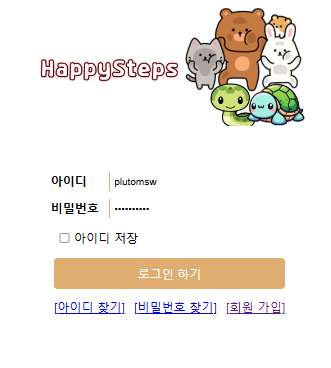 HappySteps
아이디 plutomsw
비밀번호 ••••••••••
아이디 저장
로그인 하기
[아이디 찾기] [비밀번호 찾기] [회원 가입]